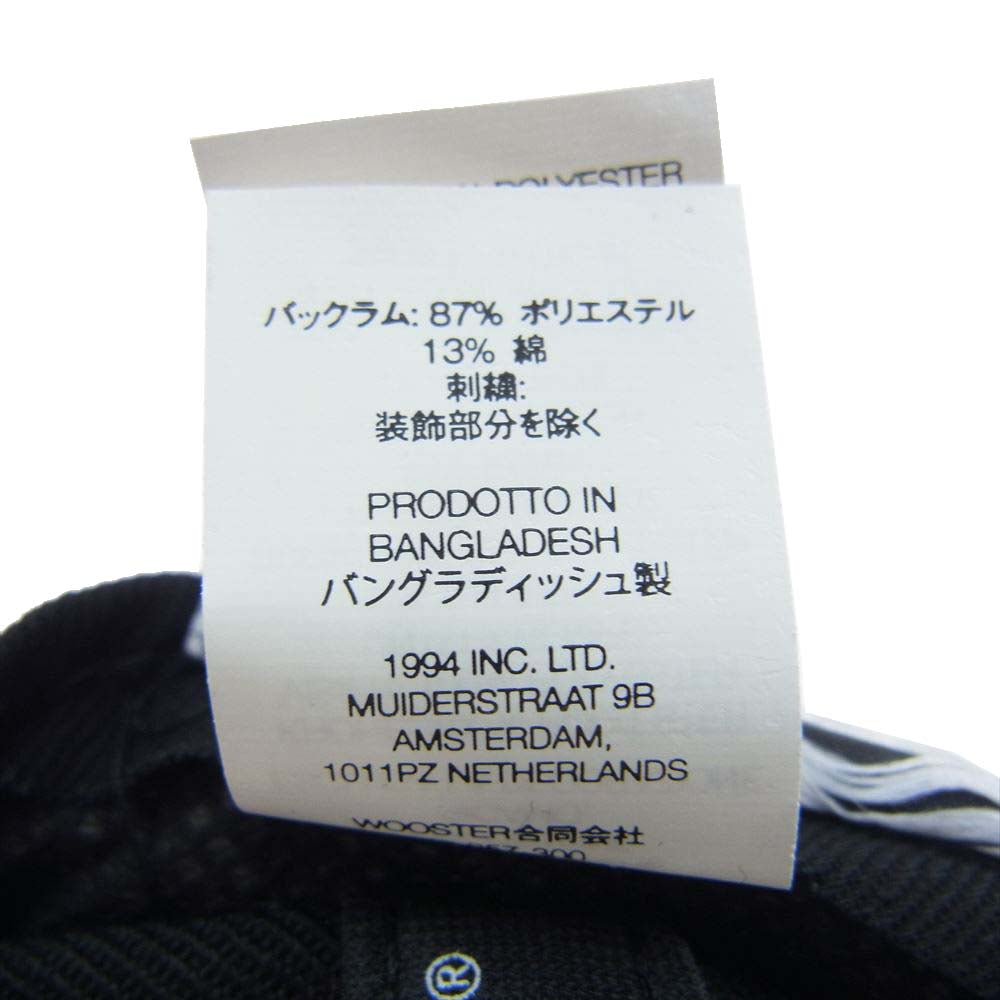 POLYESTER
バックラム: 87% ポリエステル
13% 綿
刺繍:
装飾部分を除く
PRODOTTO IN
BANGLADESH
バングラディッシュ製
1994 INC. LTD.
MUIDERSTRAAT 9B
AMSTERDAM,
1011PZ NETHERLANDS
WOOSTER合同会社
®